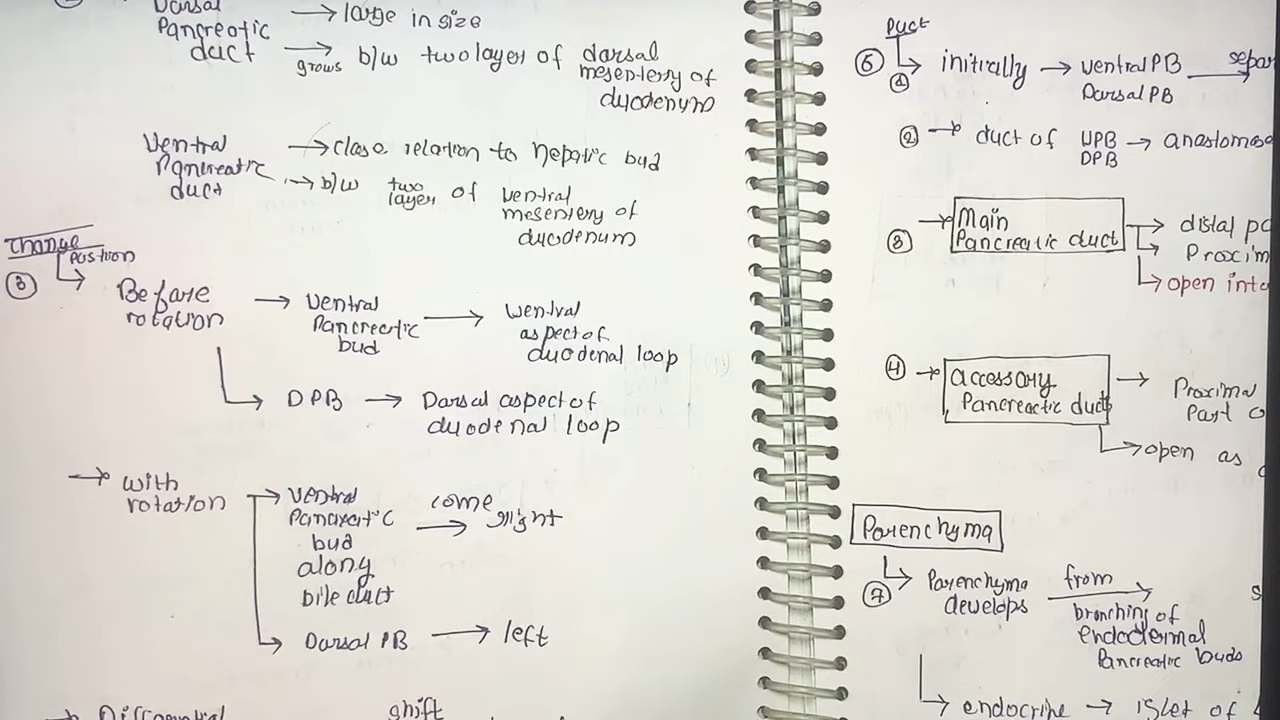 Dorsal
Pancreatic
duct
→ large in size
→ grows b/w two layer of dorsal
mesentery of
duodenum
Ventral
Pancreatic
duct
→ close relation to hepatic bud
→ b/w two layer of ventral
mesentery of
duodenum
Change
position
③ Before
rotation
→ Ventral
Pancreatic
bud
→ Ventral
aspect of
duodenal loop
DPB → Dorsal aspect of
duodenal loop
→ with
rotation
→ Ventral
Pancreatic
bud
along
bile duct
come
→ right
Dorsal PB → left
→ Differential
shift
Duct
⑥ ① initially → ventral PB
Dorsal PB
② → duct of VPB
DPB
→ anastomose
③ → Main
Pancreatic duct
→ distal
→ Proxim
→ open into
④ → accessory
Pancreatic duct
→ Proximal
Part
→ open as
Parenchyma
⑦ Parenchyma
develops
from
branching of
endodermal
Pancreatic buds
→ endocrine → islet of